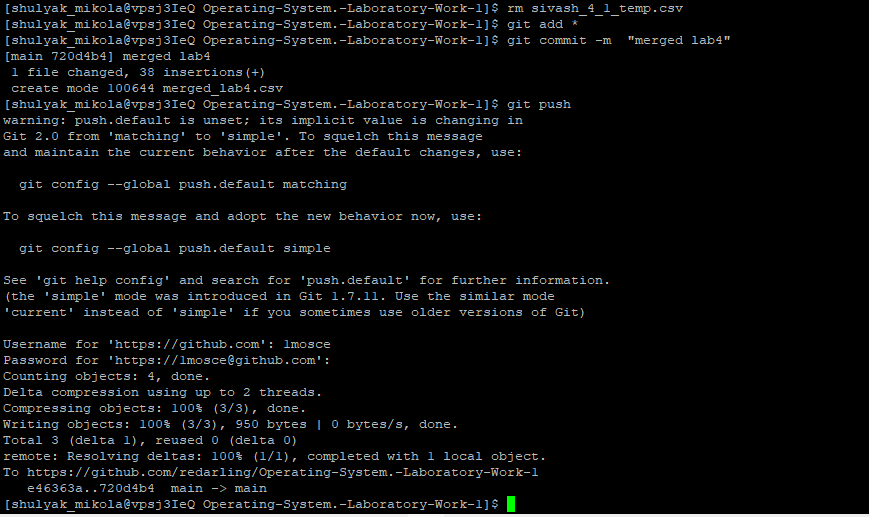 [shulyak_mikola@vpsj3IeQ Operating-System.-Laboratory-Work-1]$ rm sivash_4_1_temp.csv
[shulyak_mikola@vpsj3IeQ Operating-System.-Laboratory-Work-1]$ git add *
[shulyak_mikola@vpsj3IeQ Operating-System.-Laboratory-Work-1]$ git commit -m  "merged lab4"
[main 720d4b4] merged lab4
 1 file changed, 38 insertions(+)
 create mode 100644 merged_lab4.csv
[shulyak_mikola@vpsj3IeQ Operating-System.-Laboratory-Work-1]$ git push
warning: push.default is unset; its implicit value is changing in
Git 2.0 from 'matching' to 'simple'. To squelch this message
and maintain the current behavior after the default changes, use:

  git config --global push.default matching

To squelch this message and adopt the new behavior now, use:

  git config --global push.default simple

See 'git help config' and search for 'push.default' for further information.
(the 'simple' mode was introduced in Git 1.7.11. Use the similar mode
'current' instead of 'simple' if you sometimes use older versions of Git)

Username for 'https://github.com': lmosce
Password for 'https://lmosce@github.com':
Counting objects: 4, done.
Delta compression using up to 2 threads.
Compressing objects: 100% (3/3), done.
Writing objects: 100% (3/3), 950 bytes | 0 bytes/s, done.
Total 3 (delta 1), reused 0 (delta 0)
remote: Resolving deltas: 100% (1/1), completed with 1 local object.
To https://github.com/redarling/Operating-System.-Laboratory-Work-1
   e46363a..720d4b4  main -> main
[shulyak_mikola@vpsj3IeQ Operating-System.-Laboratory-Work-1]$